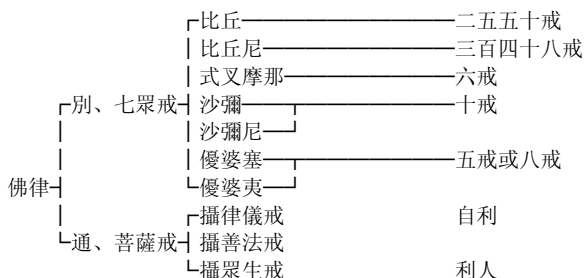 比丘 二五五十戒
比丘尼 三百四十八戒
式叉摩那 六戒
別、七眾戒 沙彌 十戒
沙彌尼
優婆塞 五戒或八戒
佛律 優婆夷
攝律儀戒 自利
通、菩薩戒 攝善法戒
攝眾生戒 利人